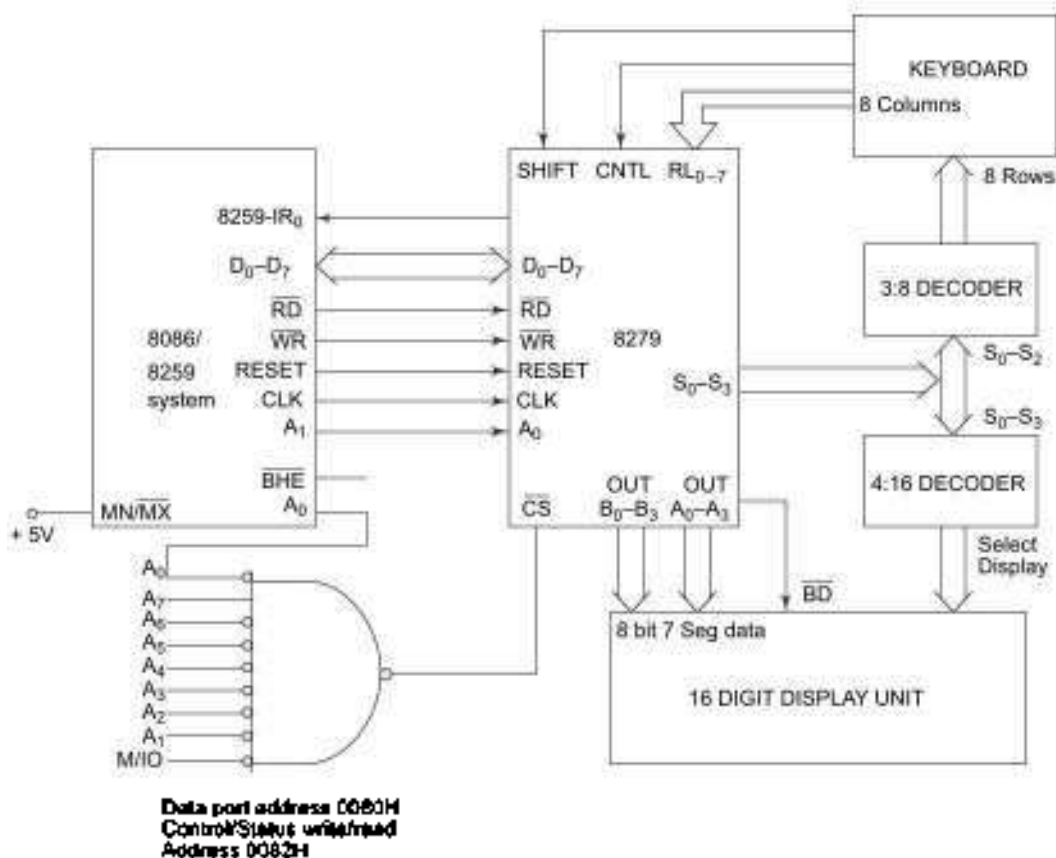 KEYBOARD
8 Columns
SHIFT CNTL RL0–7
8 Rows
8259-IR0
D0–D7
D0–D7
3:8 DECODER
RD
RD
8086/
WR
WR
8279
8259
RESET
RESET
S0–S3
S0–S2
system
CLK
CLK
A1
A0
S0–S3
BHE
OUT OUT
4:16 DECODER
MN/MX
A0
CS
B0–B3 A0–A3
+ 5V
Select
Display
A0
BD
A7
A6
8 bit 7 Seg data
A5
A4
A3
16 DIGIT DISPLAY UNIT
A2
A1
M/IO
Data port address 0080H
Control/Status write/read
Address 0082H